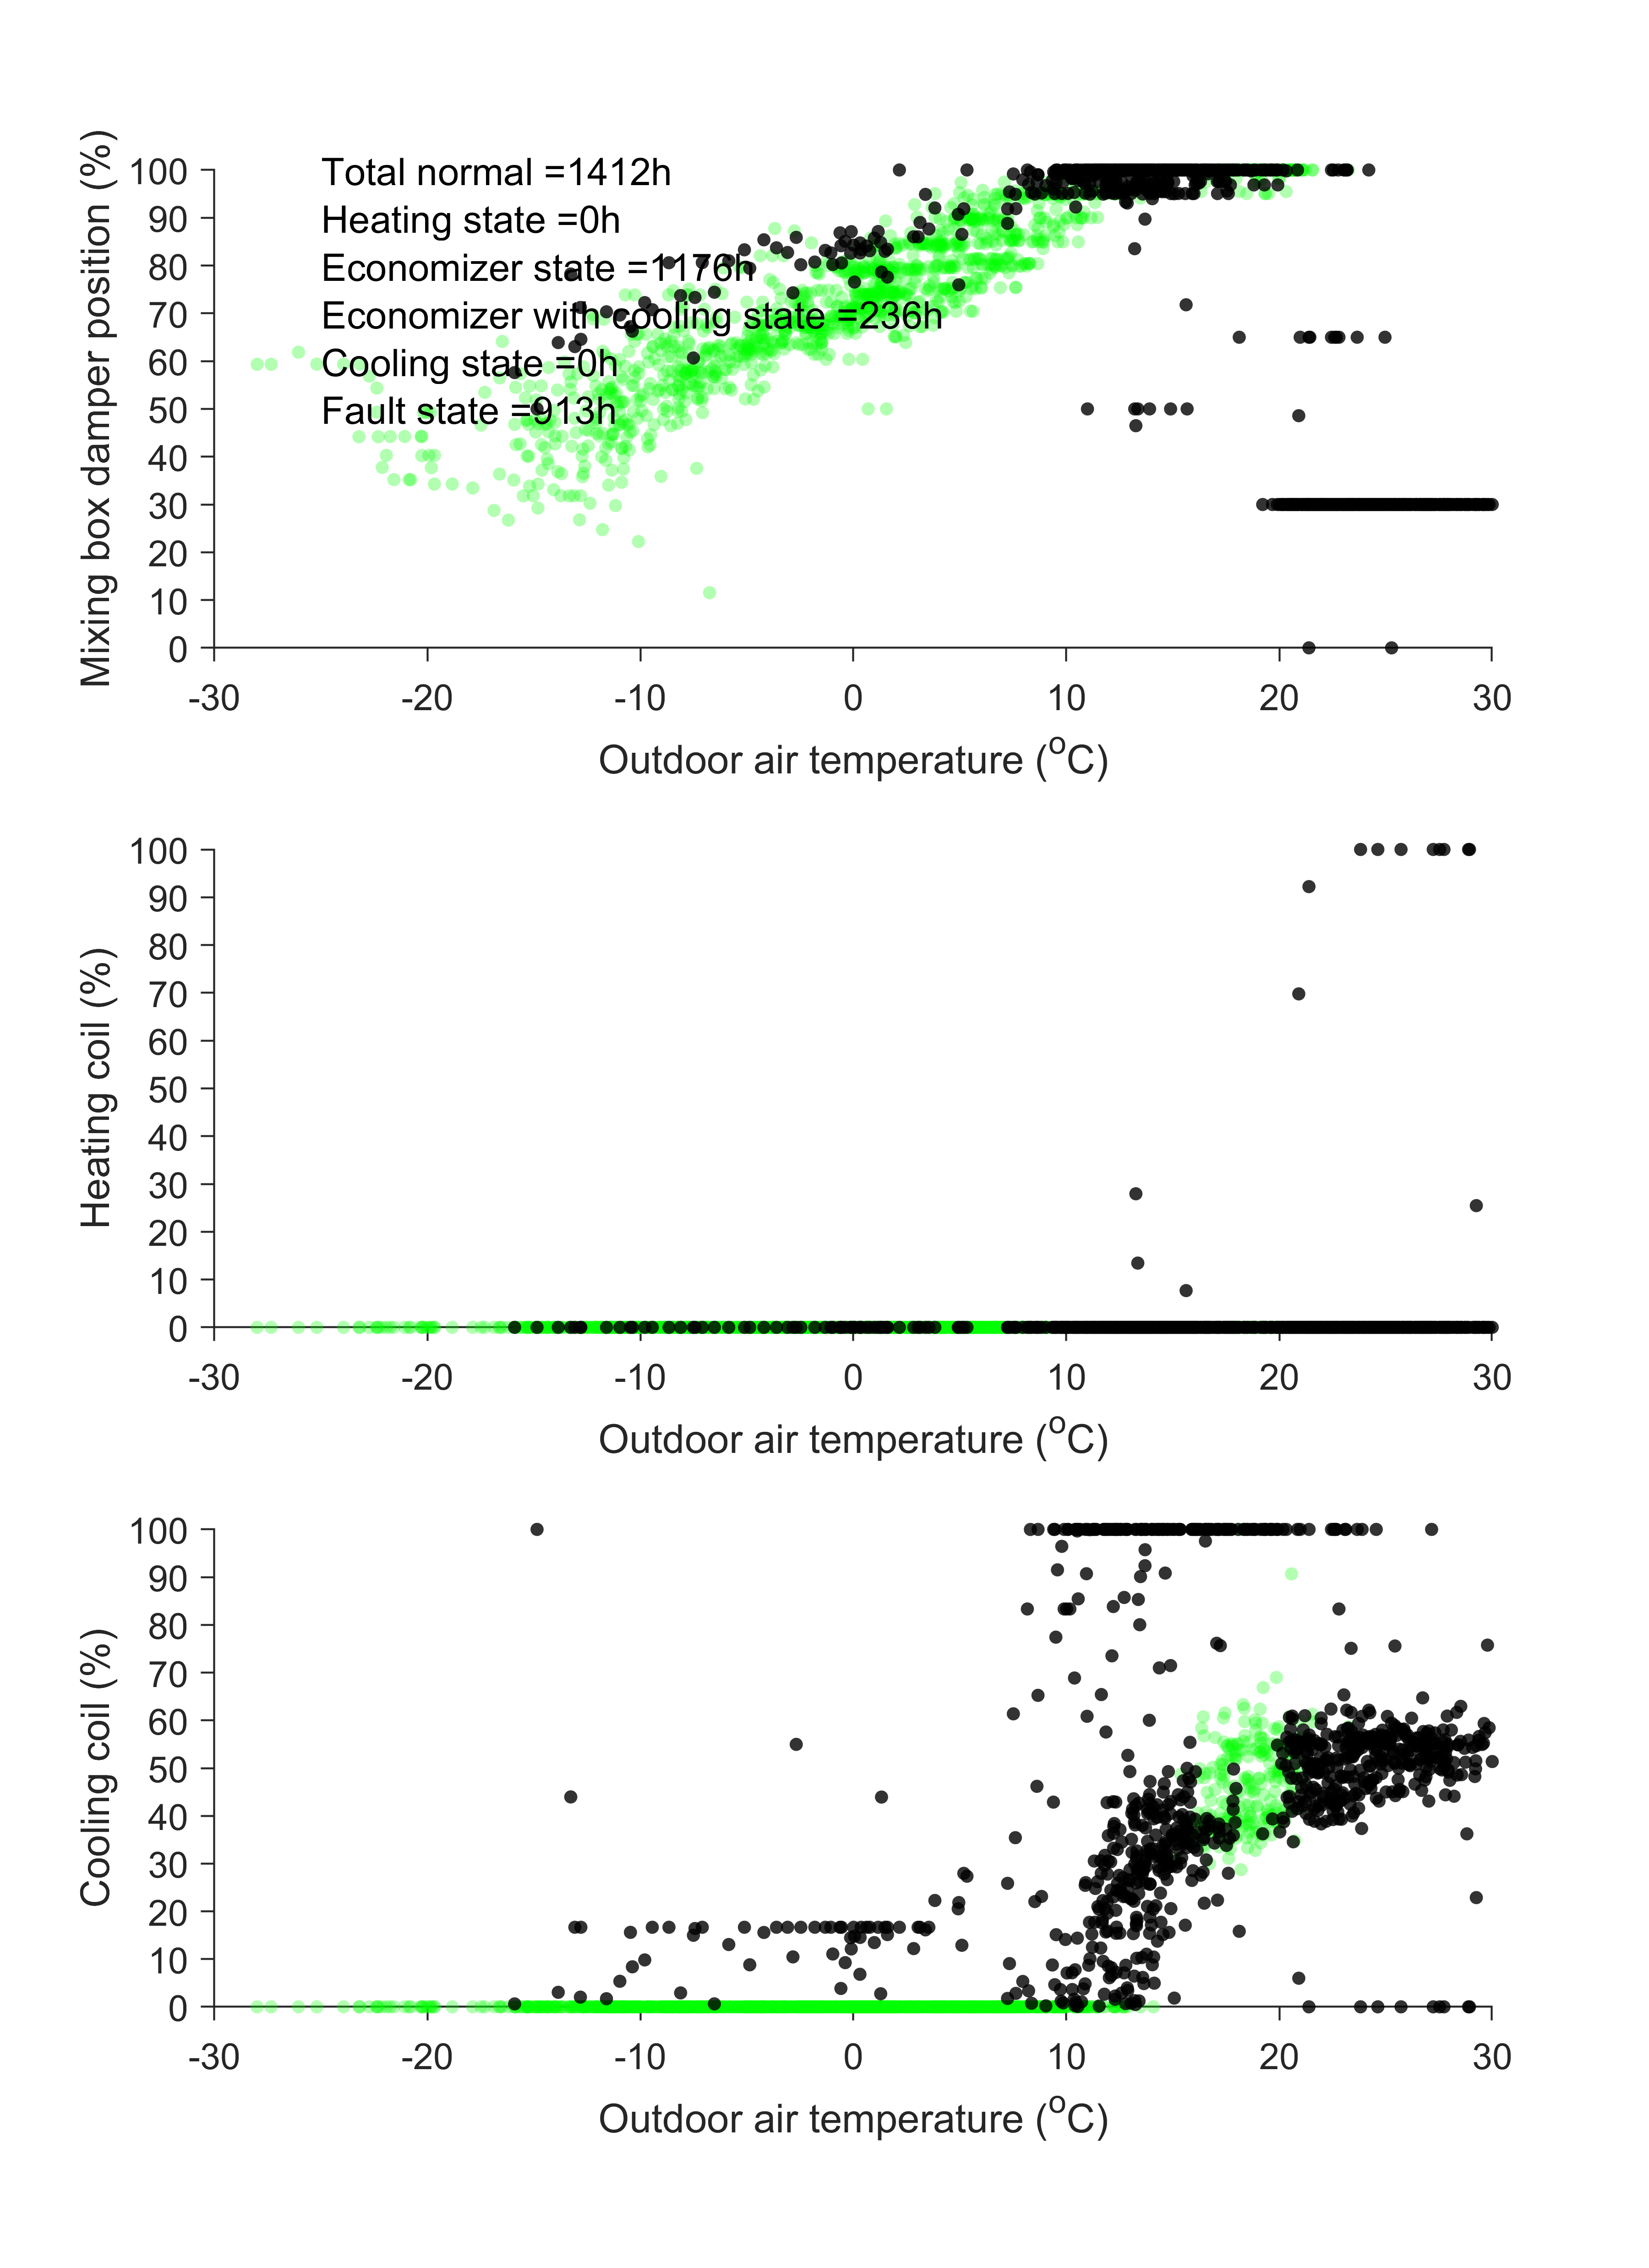 Mixing box damper position (%)
100
90
80
70
60
50
40
30
20
10
0
Total normal =1412h
Heating state =0h
Economizer state =1176h
Economizer with cooling state =236h
Cooling state =0h
Fault state =913h
-30 -20 -10 0 10 20 30
Outdoor air temperature (°C)
Heating coil (%)
100
90
80
70
60
50
40
30
20
10
0
-30 -20 -10 0 10 20 30
Outdoor air temperature (°C)
Cooling coil (%)
100
90
80
70
60
50
40
30
20
10
0
-30 -20 -10 0 10 20 30
Outdoor air temperature (°C)